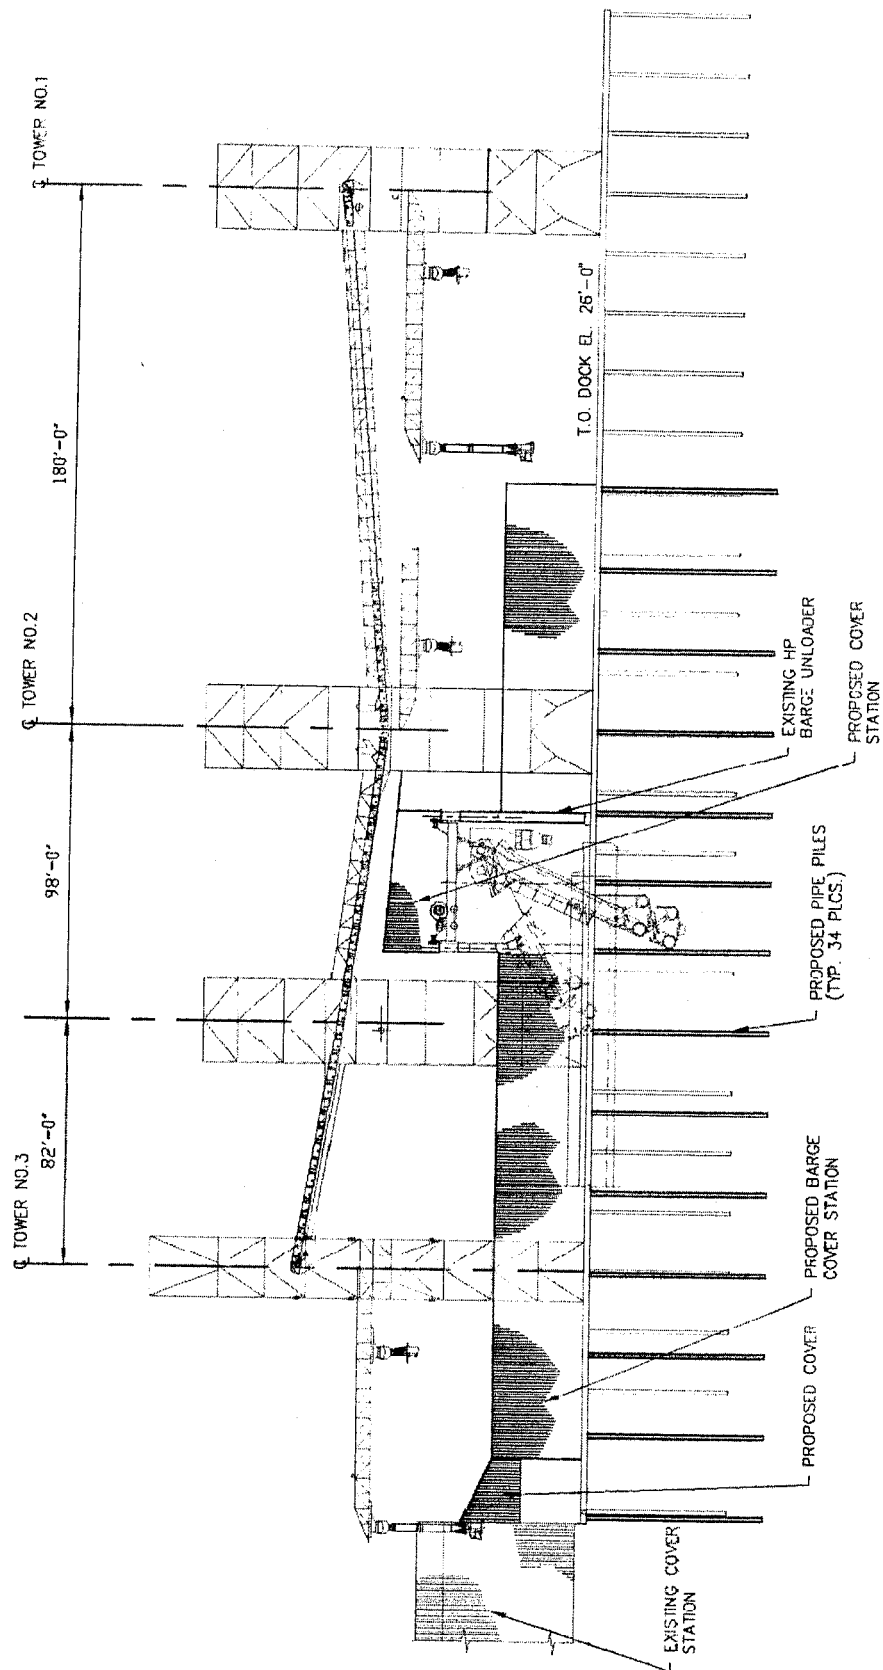 ℄ TOWER NO.3
℄ TOWER NO.2
℄ TOWER NO.1
82'-0"
98'-0"
180'-0"
T.O. DOCK EL. 26'-0"
EXISTING COVER
STATION
PROPOSED COVER
PROPOSED BARGE
COVER STATION
PROPOSED PIPE PILES
(TYP. 34 PLCS.)
EXISTING HP
BARGE UNLOADER
PROPOSED COVER
STATION